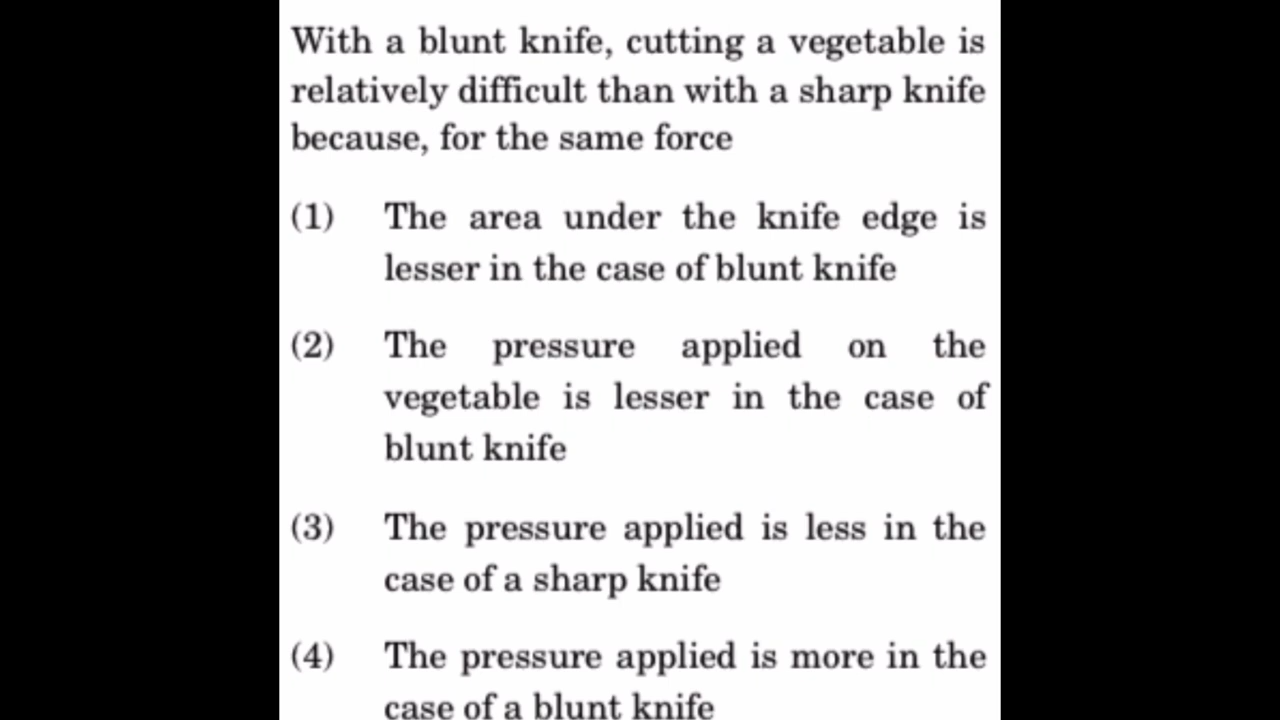 With a blunt knife, cutting a vegetable is
relatively difficult than with a sharp knife
because, for the same force
(1) The area under the knife edge is
lesser in the case of blunt knife
(2) The pressure applied on the
vegetable is lesser in the case of
blunt knife
(3) The pressure applied is less in the
case of a sharp knife
(4) The pressure applied is more in the
case of a blunt knife